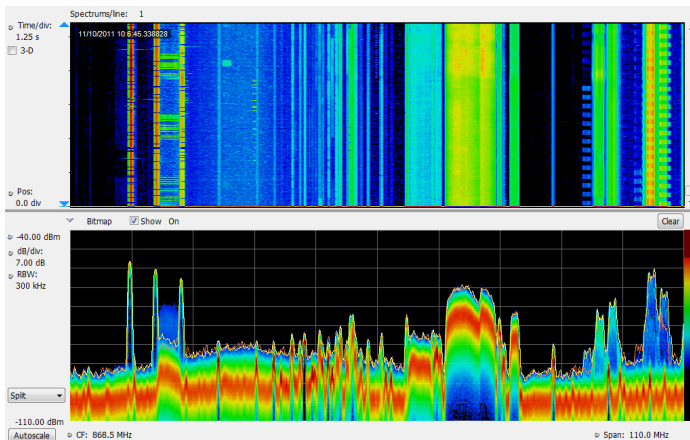 Spectrums/line: 1
Time/div:
1.25 s
3-D
11/10/2011 10:6:45.338828
Pos:
0.0 div
Bitmap Show On Clear
-40.00 dBm
dB/div:
7.00 dB
RBW:
300 kHz
Split
-110.00 dBm
Autoscale CF: 868.5 MHz Span: 110.0 MHz